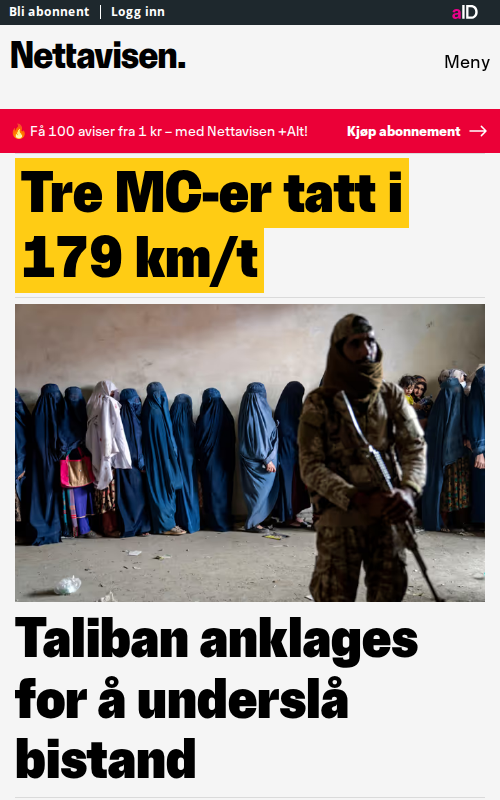 Bli abonnent | Logg inn
aID
Nettavisen.
Meny
🔥 Få 100 aviser fra 1 kr – med Nettavisen +Alt!
Kjøp abonnement →
Tre MC-er tatt i
179 km/t
Taliban anklages
for å underslå
bistand